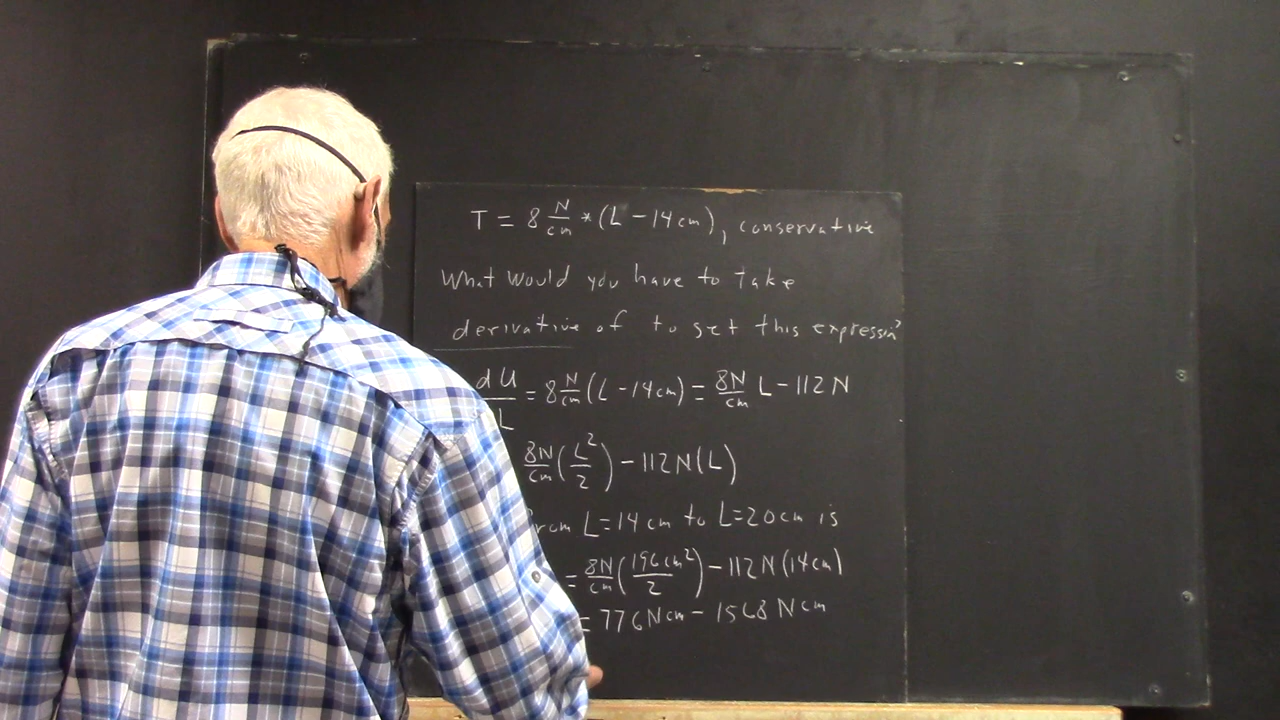 T = 8 N/cm * (L - 14 cm), conservative
What would you have to take
derivative of to get this expression?
dU/L = 8 N/cm (L - 14 cm) = 8N/cm L - 112 N
8N/cm (L²/2) - 112 N (L)
L = 14 cm to L = 20 cm is
= 8N/cm (196 cm²/2) - 112 N (14 cm)
= 776 N cm - 1568 N cm